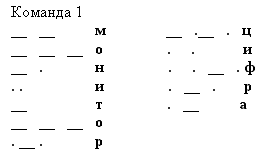 Команда 1
__ __ м __ . __ . ц
__ __ __ о . . и
__ . н . . __ . ф
. . и . __ . р
__ т . __ а
__ __ __ о
. __ . р